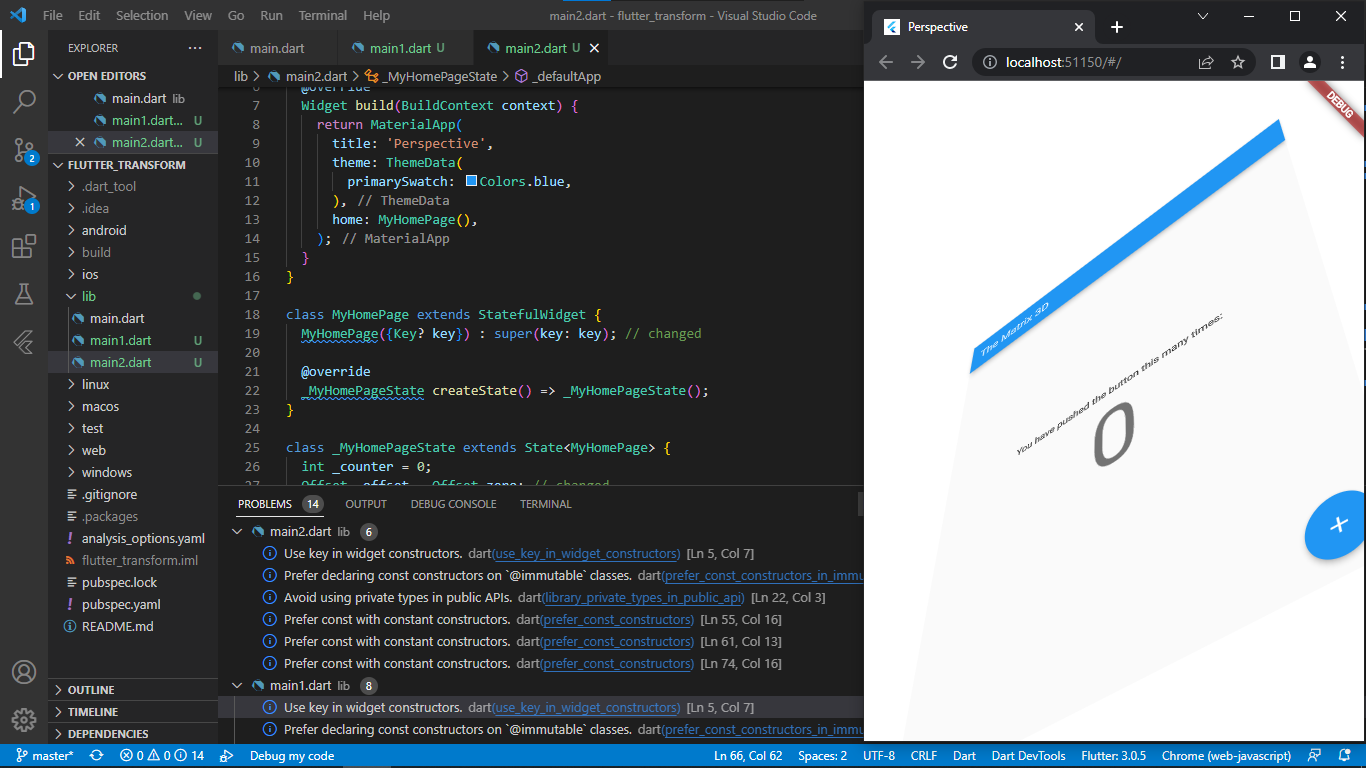 File Edit Selection View Go Run Terminal Help
main2.dart - flutter_transform - Visual Studio Code
EXPLORER
OPEN EDITORS
main.dart lib
main1.dart... U
main2.dart... U
FLUTTER_TRANSFORM
.dart_tool
.idea
android
build
ios
lib
main.dart
main1.dart U
main2.dart U
linux
macos
test
web
windows
.gitignore
.packages
analysis_options.yaml
flutter_transform.iml
pubspec.lock
pubspec.yaml
README.md
OUTLINE
TIMELINE
DEPENDENCIES
2
1
main.dart main1.dart U main2.dart U
lib > main2.dart > _MyHomePageState > _defaultApp
6 @override
7 Widget build(BuildContext context) {
8 return MaterialApp(
9 title: 'Perspective',
10 theme: ThemeData(
11 primarySwatch: Colors.blue,
12 ), // ThemeData
13 home: MyHomePage(),
14 ); // MaterialApp
15 }
16 }
17
18 class MyHomePage extends StatefulWidget {
19 MyHomePage({Key? key}) : super(key: key); // changed
20
21 @override
22 _MyHomePageState createState() => _MyHomePageState();
23 }
24
25 class _MyHomePageState extends State<MyHomePage> {
26 int _counter = 0;
27 Offset _offset = Offset.zero; // changed
PROBLEMS 14 OUTPUT DEBUG CONSOLE TERMINAL
main2.dart lib 6
Use key in widget constructors. dart(use_key_in_widget_constructors) [Ln 5, Col 7]
Prefer declaring const constructors on `@immutable` classes. dart(prefer_const_constructors_in_immu
Avoid using private types in public APIs. dart(library_private_types_in_public_api) [Ln 22, Col 3]
Prefer const with constant constructors. dart(prefer_const_constructors) [Ln 55, Col 16]
Prefer const with constant constructors. dart(prefer_const_constructors) [Ln 61, Col 13]
Prefer const with constant constructors. dart(prefer_const_constructors) [Ln 74, Col 16]
main1.dart lib 8
Use key in widget constructors. dart(use_key_in_widget_constructors) [Ln 5, Col 7]
Prefer declaring const constructors on `@immutable` classes. dart(prefer_const_constructors_in_immu
master* 0 0 14 Debug my code Ln 66, Col 62 Spaces: 2 UTF-8 CRLF Dart Dart DevTools Flutter: 3.0.5 Chrome (web-javascript)
Perspective
localhost:51150/#/
DEBUG
The Matrix 3D
You have pushed the button this many times:
0
+